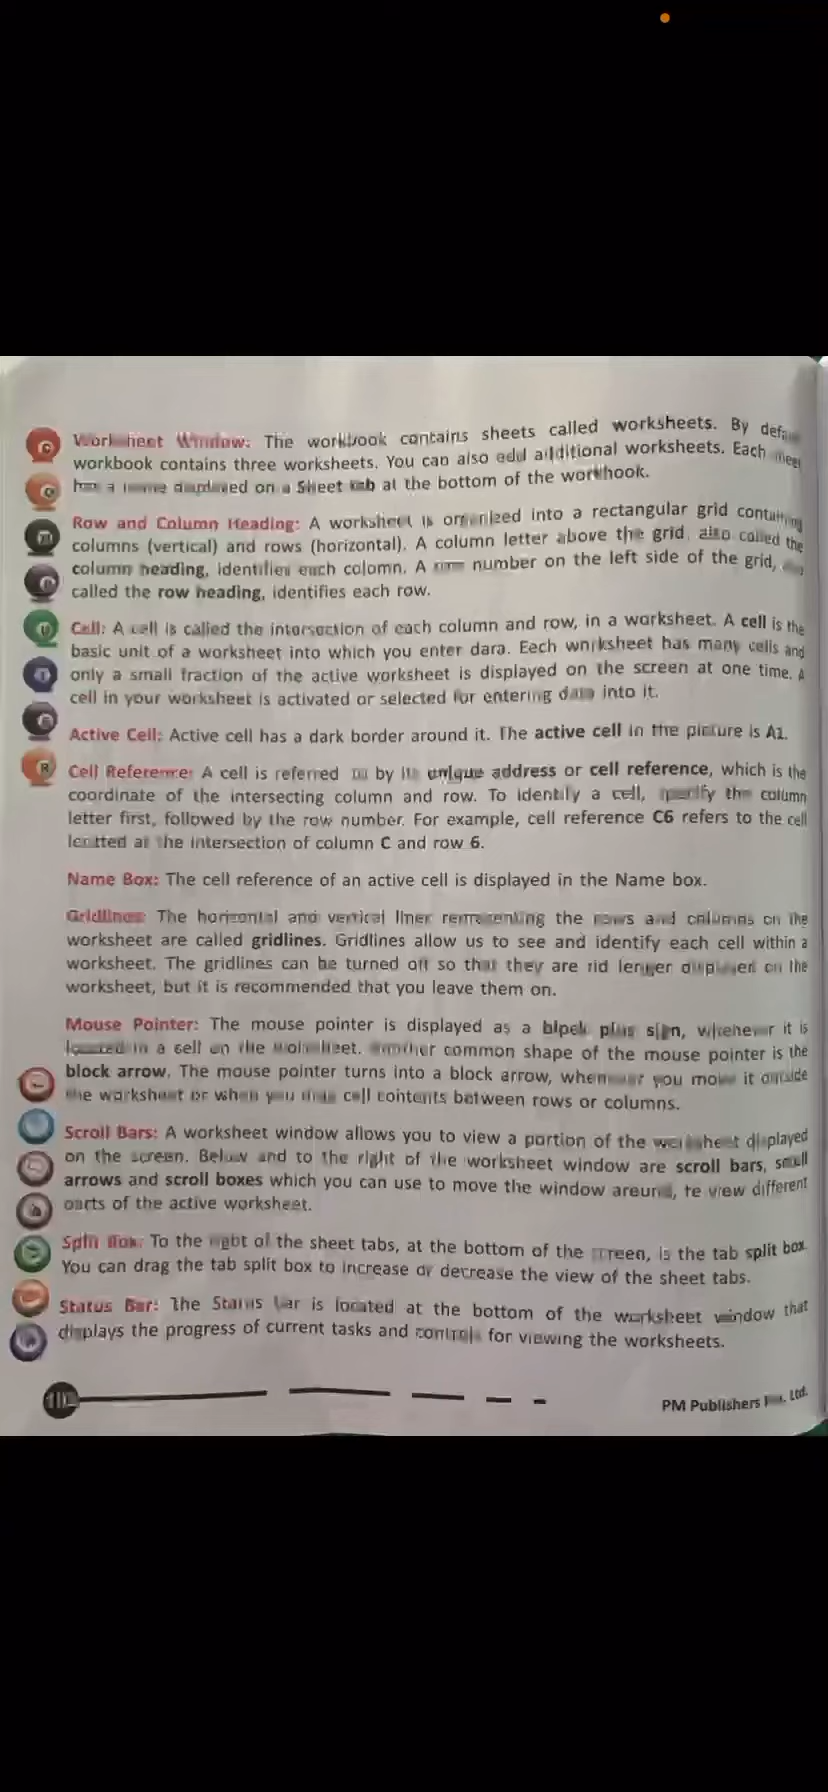 Worksheet Window: The workbook contains sheets called worksheets. By
workbook contains three worksheets. You can also add additional worksheets. Each
has a name displayed on a Sheet tab at the bottom of the workbook.
Row and Column Heading: A worksheet is organized into a rectangular grid containing
columns (vertical) and rows (horizontal). A column letter above the grid, also called the
column heading, identifies each colomn. A number on the left side of the grid,
called the row heading, identifies each row.
Cell: A cell is called the intersection of each column and row, in a worksheet. A cell is the
basic unit of a worksheet into which you enter dara. Each worksheet has many cells and
only a small fraction of the active worksheet is displayed on the screen at one time. A
cell in your worksheet is activated or selected for entering data into it.
Active Cell: Active cell has a dark border around it. The active cell in the picture is A1.
Cell Reference: A cell is referred by its unique address or cell reference, which is the
coordinate of the intersecting column and row. To identify a cell, specify the column
letter first, followed by the row number. For example, cell reference C6 refers to the cell
at the intersection of column C and row 6.
Name Box: The cell reference of an active cell is displayed in the Name box.
Gridlines: The horizontal and vertical lines representing the rows and columns on the
worksheet are called gridlines. Gridlines allow us to see and identify each cell within a
worksheet. The gridlines can be turned off so that they are displayed on the
worksheet, but it is recommended that you leave them on.
Mouse Pointer: The mouse pointer is displayed as a plus sign, whenever it is
located in a cell on the worksheet. Another common shape of the mouse pointer is the
block arrow. The mouse pointer turns into a block arrow, whenever you move it outside
the worksheet or when you cell contents between rows or columns.
Scroll Bars: A worksheet window allows you to view a portion of the worksheet displayed
on the screen. Below and to the right of the worksheet window are scroll bars, small
arrows and scroll boxes which you can use to move the window around, to view different
parts of the active worksheet.
Split Box: To the right of the sheet tabs, at the bottom of the screen, is the tab split box.
You can drag the tab split box to increase or decrease the view of the sheet tabs.
Status Bar: The Status bar is located at the bottom of the worksheet window that
displays the progress of current tasks and controls for viewing the worksheets.
PM Publishers Ltd.